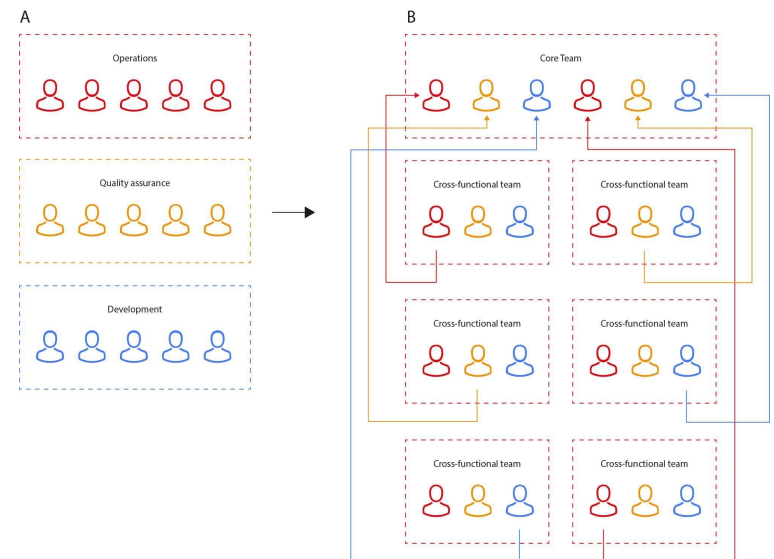 A
B
Operations
Quality assurance
Development
Core Team
Cross-functional team
Cross-functional team
Cross-functional team
Cross-functional team
Cross-functional team
Cross-functional team